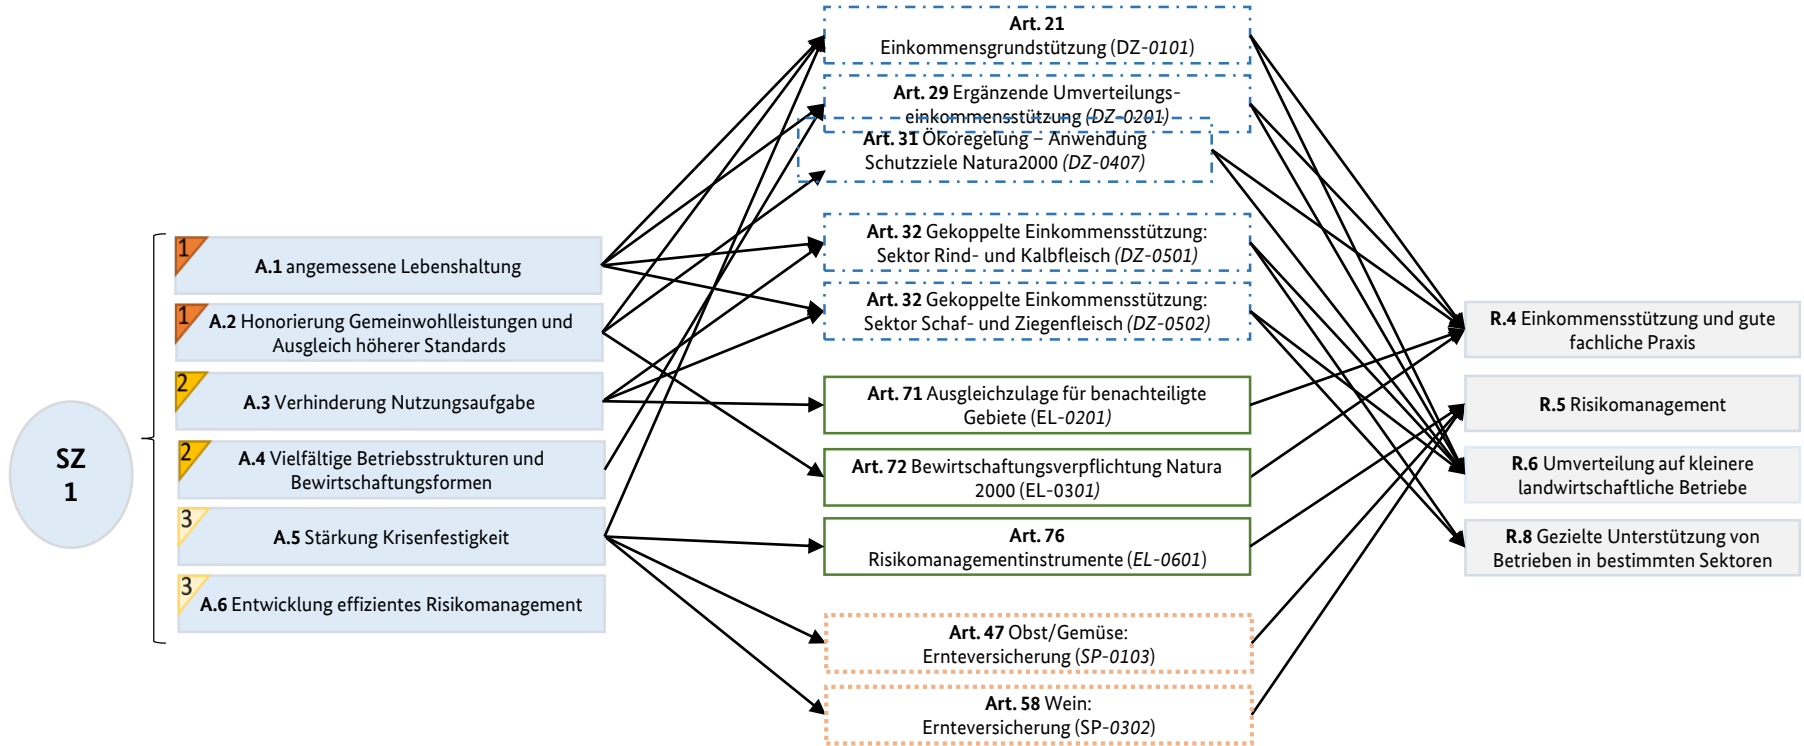 SZ
1
1
A.1 angemessene Lebenshaltung
1
A.2 Honorierung Gemeinwohlleistungen und
Ausgleich höherer Standards
2
A.3 Verhinderung Nutzungsaufgabe
2
A.4 Vielfältige Betriebsstrukturen und
Bewirtschaftungsformen
3
A.5 Stärkung Krisenfestigkeit
3
A.6 Entwicklung effizientes Risikomanagement
Art. 21
Einkommensgrundstützung (DZ-0101)
Art. 29 Ergänzende Umverteilungs-
einkommensstützung (DZ-0201)
Art. 31 Ökoregelung – Anwendung
Schutzziele Natura2000 (DZ-0407)
Art. 32 Gekoppelte Einkommensstützung:
Sektor Rind- und Kalbfleisch (DZ-0501)
Art. 32 Gekoppelte Einkommensstützung:
Sektor Schaf- und Ziegenfleisch (DZ-0502)
Art. 71 Ausgleichzulage für benachteiligte
Gebiete (EL-0201)
Art. 72 Bewirtschaftungsverpflichtung Natura
2000 (EL-0301)
Art. 76
Risikomanagementinstrumente (EL-0601)
Art. 47 Obst/Gemüse:
Ernteversicherung (SP-0103)
Art. 58 Wein:
Ernteversicherung (SP-0302)
R.4 Einkommensstützung und gute
fachliche Praxis
R.5 Risikomanagement
R.6 Umverteilung auf kleinere
landwirtschaftliche Betriebe
R.8 Gezielte Unterstützung von
Betrieben in bestimmten Sektoren